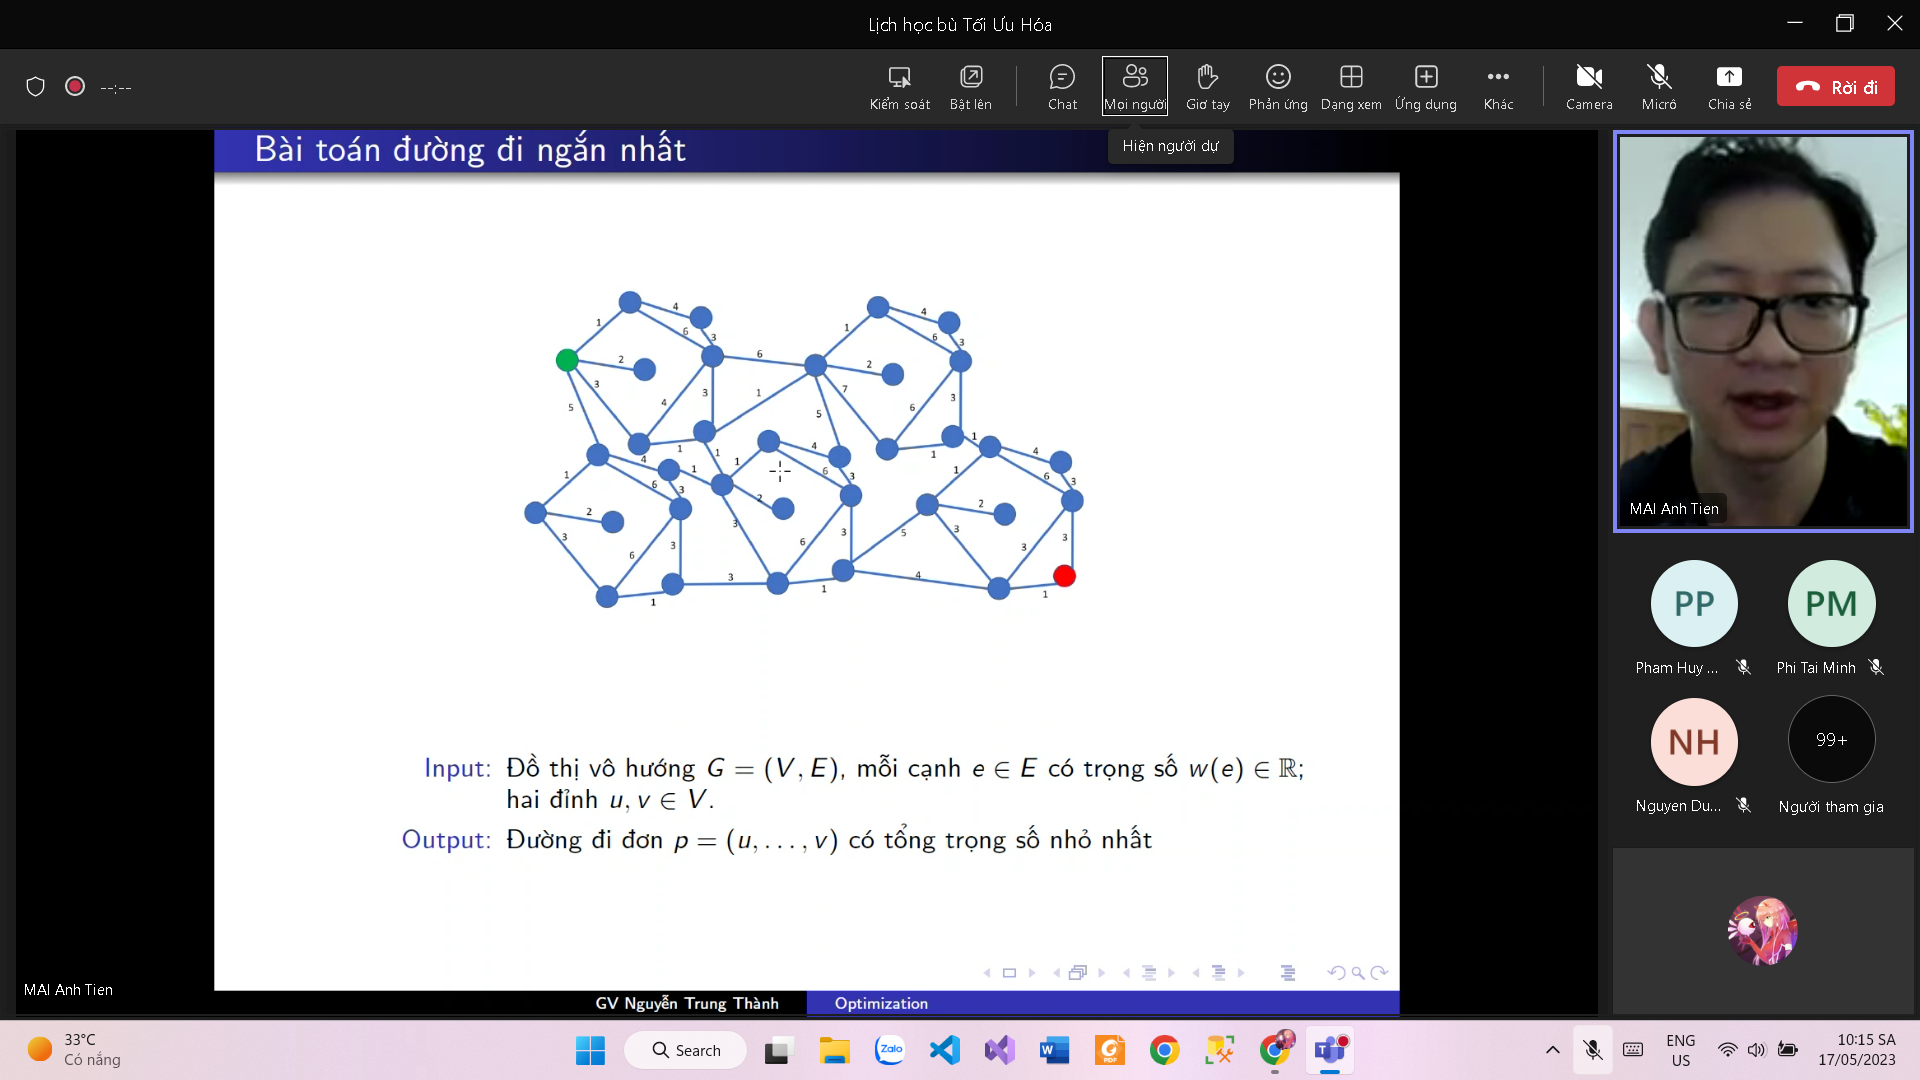 Lịch học bù Tối Ưu Hóa
--:--
Kiểm soát
Bật lên
Chat
Mọi người
Giơ tay
Phản ứng
Dạng xem
Ứng dụng
Khác
Camera
Micrô
Chia sẻ
Rời đi
Hiện người dự
Bài toán đường đi ngắn nhất
1 4 6 3 2 3 5 4 3 1
6 1 5
1 4 6 3 2 7 6 3 1
1
1 4 6 3 2 3 6 3 1
1 1 3
1 4 6 3 2 3 6 3 1
5 4
1 4 6 3 2 3 3 3 1
Input: Đồ thị vô hướng G = (V, E), mỗi cạnh e ∈ E có trọng số w(e) ∈ ℝ;
hai đỉnh u, v ∈ V.
Output: Đường đi đơn p = (u, . . . , v) có tổng trọng số nhỏ nhất
GV Nguyễn Trung Thành
Optimization
MAI Anh Tien
MAI Anh Tien
PP
PM
Pham Huy ...
Phi Tai Minh
NH
99+
Nguyen Du...
Người tham gia
33°C
Có nắng
Search
Zalo
W
PDF
T
ENG
US
10:15 SA
17/05/2023